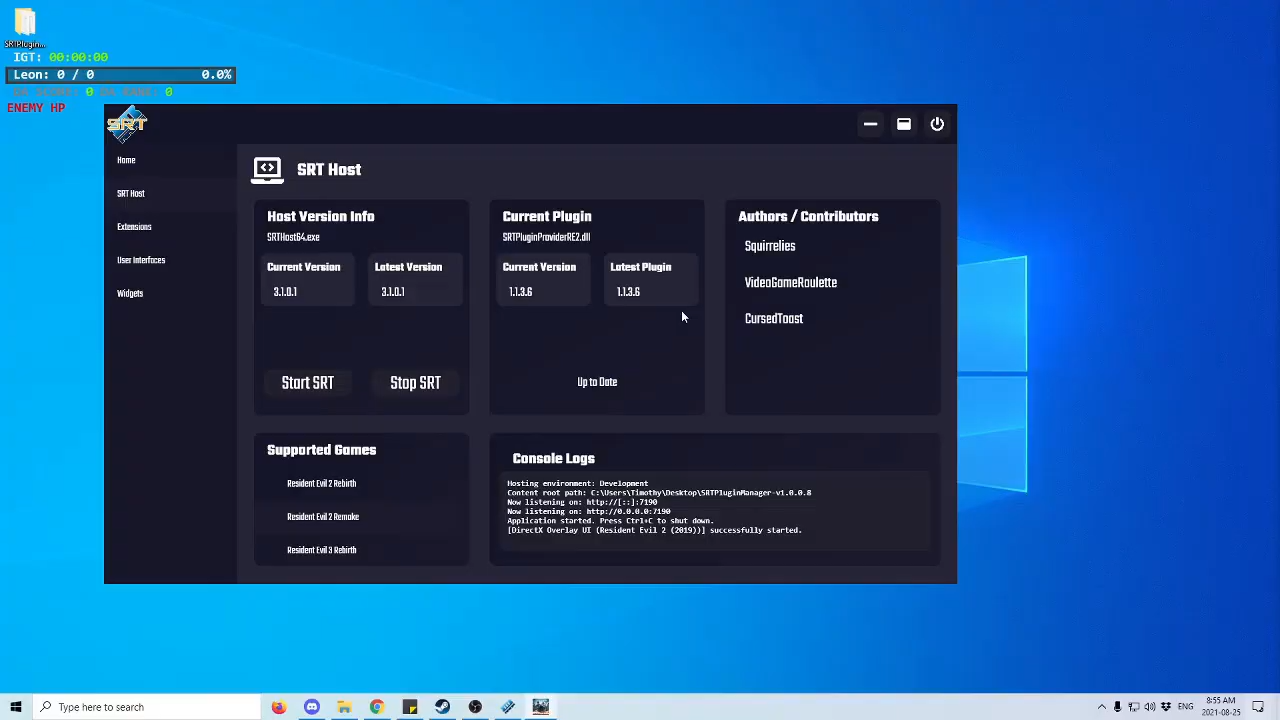 SRTPlugin...
IGT: 00:00:00
Leon: 0 / 0 0.0%
DA SCORE: 0 DA RANK: 0
ENEMY HP
SRT
Home
SRT Host
Extensions
User Interfaces
Widgets
SRT Host
Host Version Info
SRTHost64.exe
Current Version
3.1.0.1
Latest Version
3.1.0.1
Start SRT
Stop SRT
Current Plugin
SRTPluginProviderRE2.dll
Current Version
1.1.3.6
Latest Plugin
1.1.3.6
Up to Date
Authors / Contributors
Squirrelies
VideoGameRoulette
CursedToast
Supported Games
Resident Evil 2 Rebirth
Resident Evil 2 Remake
Resident Evil 3 Rebirth
Console Logs
Hosting environment: Development
Content root path: C:\Users\Timothy\Desktop\SRTPluginManager-v1.0.0.8
Now listening on: http://[::]:7190
Now listening on: http://0.0.0.0:7190
Application started. Press Ctrl+C to shut down.
[DirectX Overlay UI (Resident Evil 2 (2019))] successfully started.
Type here to search
ENG
8:55 AM
2021-08-25